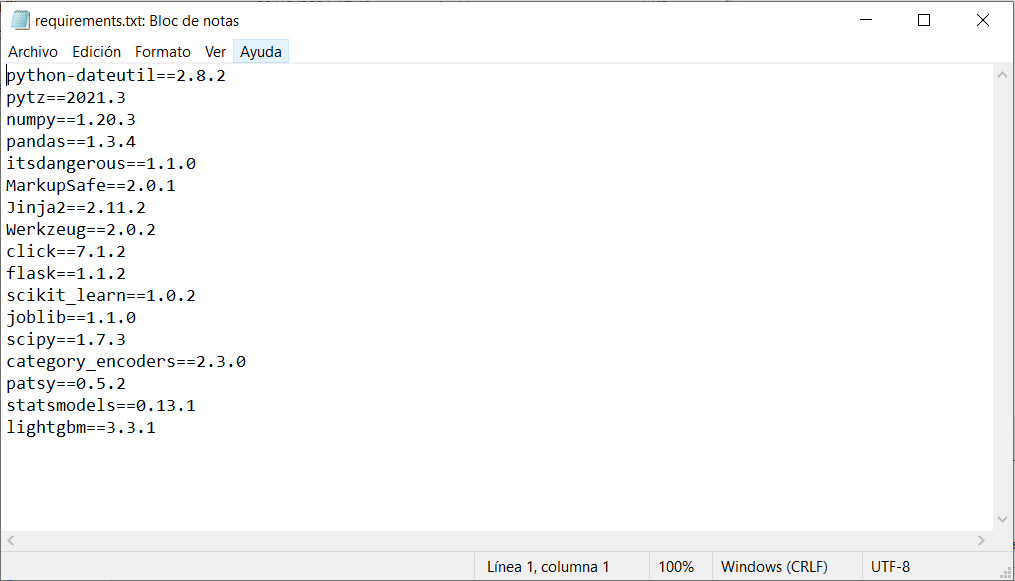 requirements.txt: Bloc de notas
Archivo Edición Formato Ver Ayuda
python-dateutil==2.8.2
pytz==2021.3
numpy==1.20.3
pandas==1.3.4
itsdangerous==1.1.0
MarkupSafe==2.0.1
Jinja2==2.11.2
Werkzeug==2.0.2
click==7.1.2
flask==1.1.2
scikit_learn==1.0.2
joblib==1.1.0
scipy==1.7.3
category_encoders==2.3.0
patsy==0.5.2
statsmodels==0.13.1
lightgbm==3.3.1
Línea 1, columna 1 100% Windows (CRLF) UTF-8